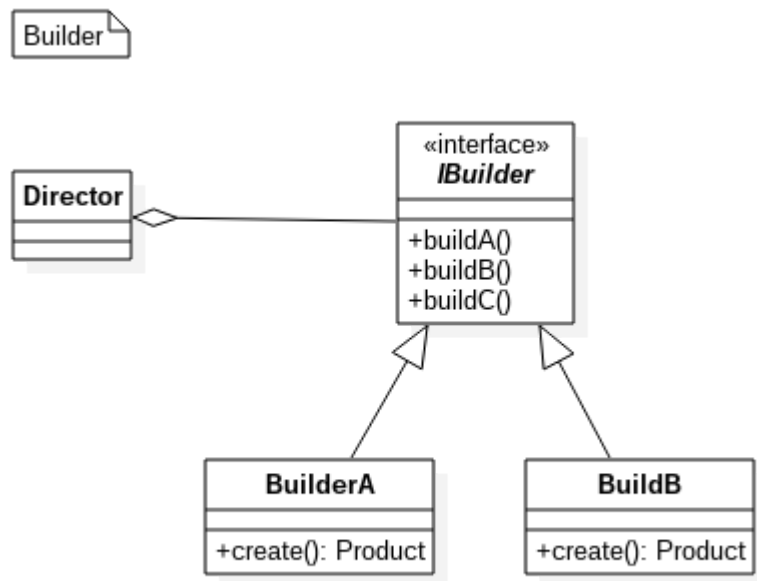 Builder
Director
«interface»
IBuilder
+buildA()
+buildB()
+buildC()
BuilderA
+create(): Product
BuildB
+create(): Product